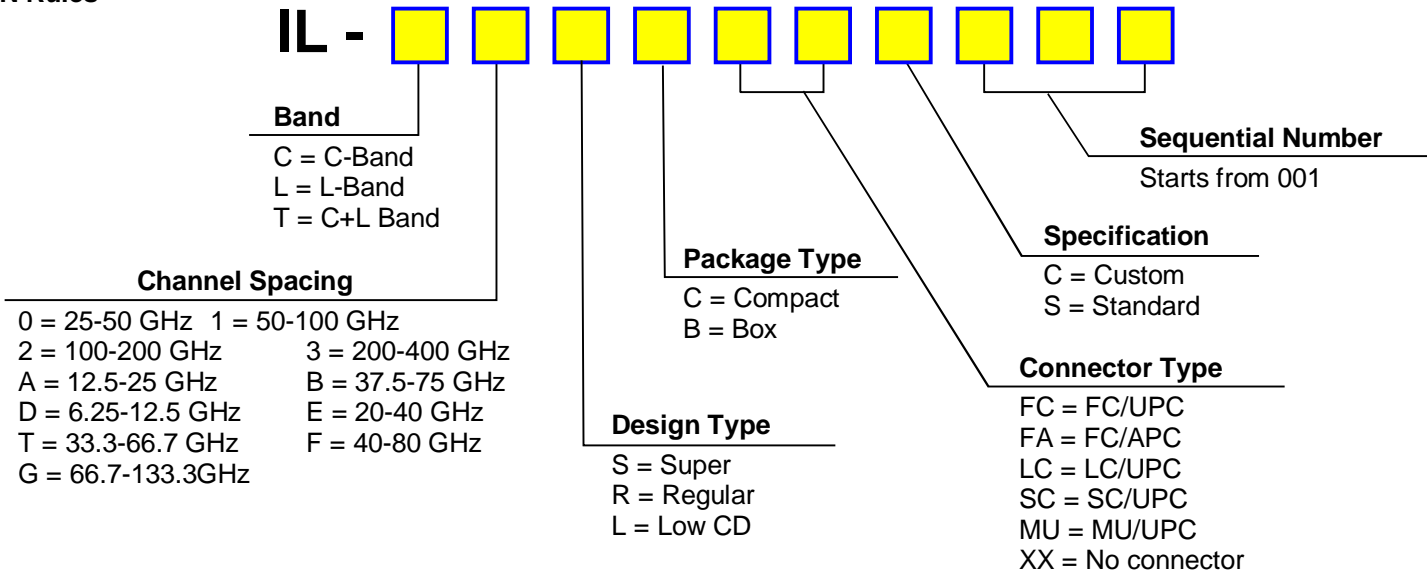 IL -
Band
C = C-Band
L = L-Band
T = C+L Band
Channel Spacing
0 = 25-50 GHz 1 = 50-100 GHz
2 = 100-200 GHz 3 = 200-400 GHz
A = 12.5-25 GHz B = 37.5-75 GHz
D = 6.25-12.5 GHz E = 20-40 GHz
T = 33.3-66.7 GHz F = 40-80 GHz
G = 66.7-133.3GHz
Design Type
S = Super
R = Regular
L = Low CD
Package Type
C = Compact
B = Box
Connector Type
FC = FC/UPC
FA = FC/APC
LC = LC/UPC
SC = SC/UPC
MU = MU/UPC
XX = No connector
Specification
C = Custom
S = Standard
Sequential Number
Starts from 001